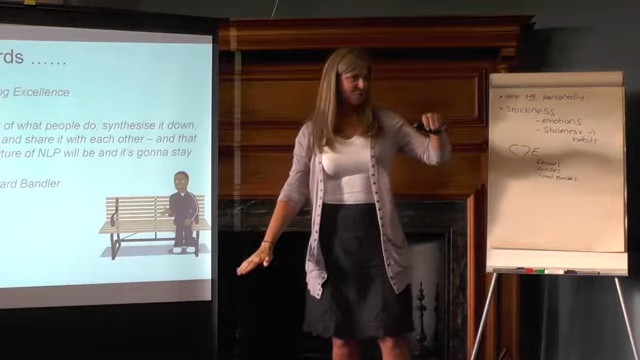 rds ......
g Excellence ..
of what people do, synthesise it down,
and share it with each other – and that
ture of NLP will be and it's gonna stay
ard Bandler
• Help ME personally
• Stuckness
- emotions
- Staleness in
habits
C>E